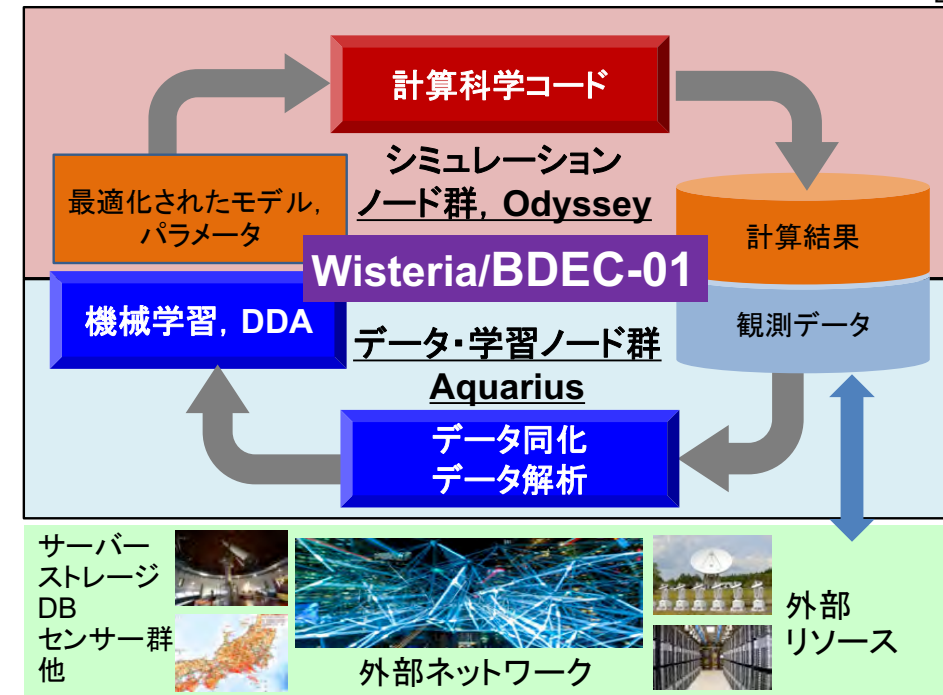 計算科学コード
シミュレーション
ノード群, Odyssey
最適化されたモデル,
パラメータ
計算結果
Wisteria/BDEC-01
機械学習, DDA
観測データ
データ・学習ノード群
Aquarius
データ同化
データ解析
サーバー
ストレージ
DB
センサー群
他
外部ネットワーク
外部
リソース